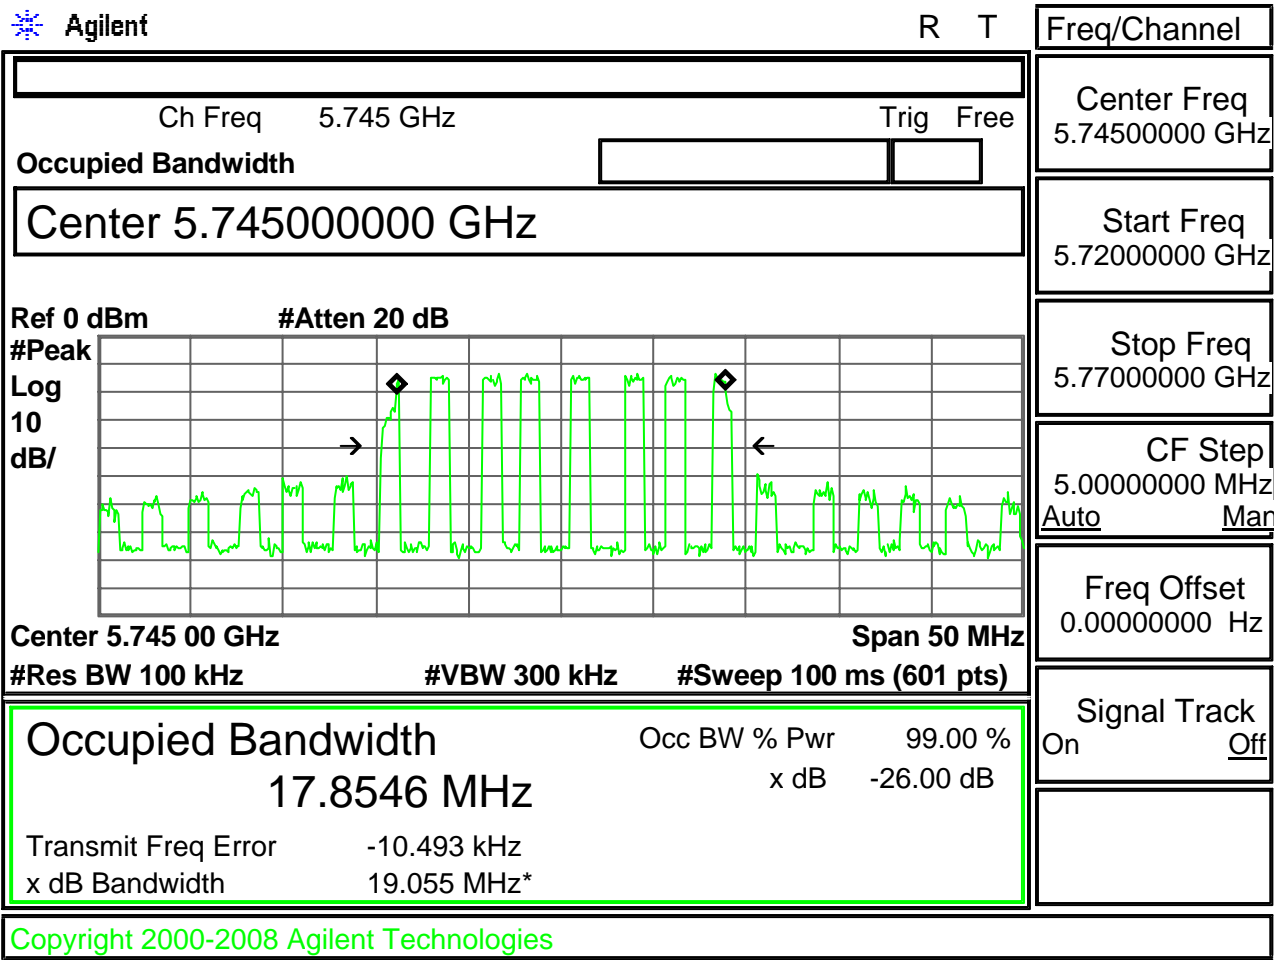 Agilent R T
Freq/Channel
Ch Freq 5.745 GHz Trig Free
Occupied Bandwidth
Center 5.745000000 GHz
Ref 0 dBm #Atten 20 dB
#Peak
Log
10
dB/
Center 5.745 00 GHz Span 50 MHz
#Res BW 100 kHz #VBW 300 kHz #Sweep 100 ms (601 pts)
Occupied Bandwidth Occ BW % Pwr 99.00 %
17.8546 MHz x dB -26.00 dB
Transmit Freq Error -10.493 kHz
x dB Bandwidth 19.055 MHz*
Center Freq
5.74500000 GHz
Start Freq
5.72000000 GHz
Stop Freq
5.77000000 GHz
CF Step
5.00000000 MHz
Auto Man
Freq Offset
0.00000000 Hz
Signal Track
On Off
Copyright 2000-2008 Agilent Technologies